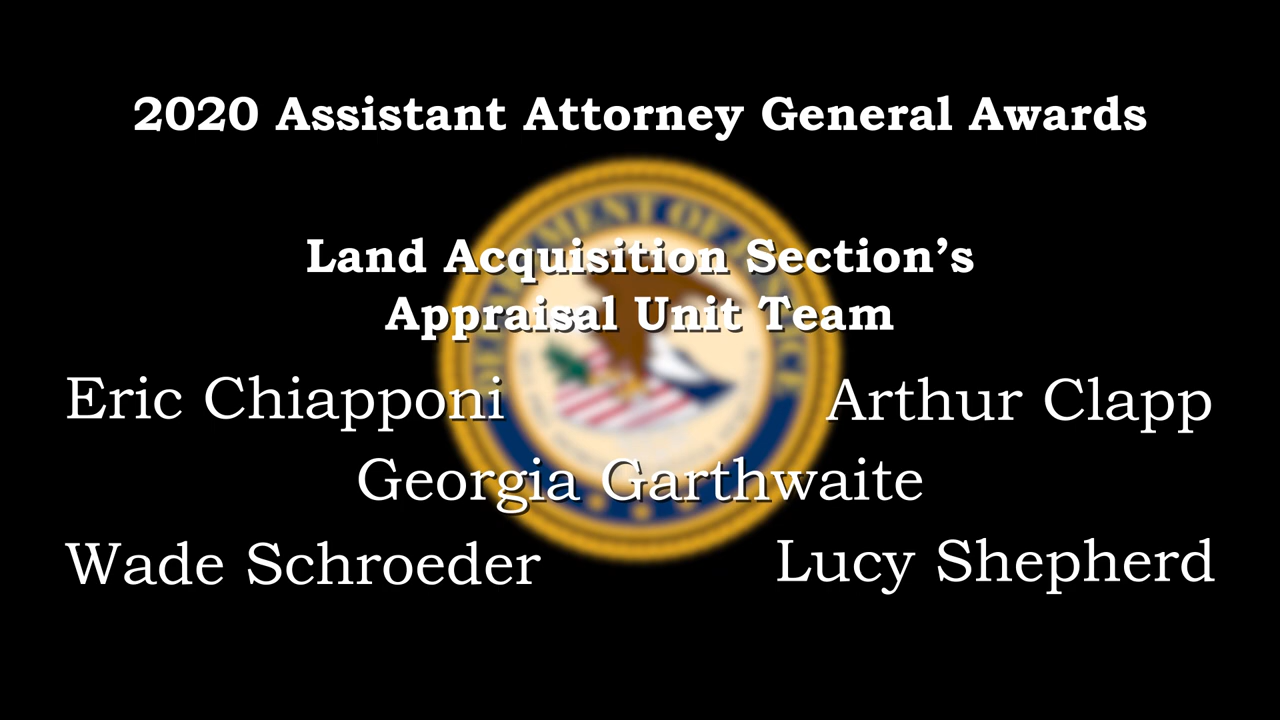 2020 Assistant Attorney General Awards
Land Acquisition Section’s
Appraisal Unit Team
Eric Chiapponi
Arthur Clapp
Georgia Garthwaite
Wade Schroeder
Lucy Shepherd